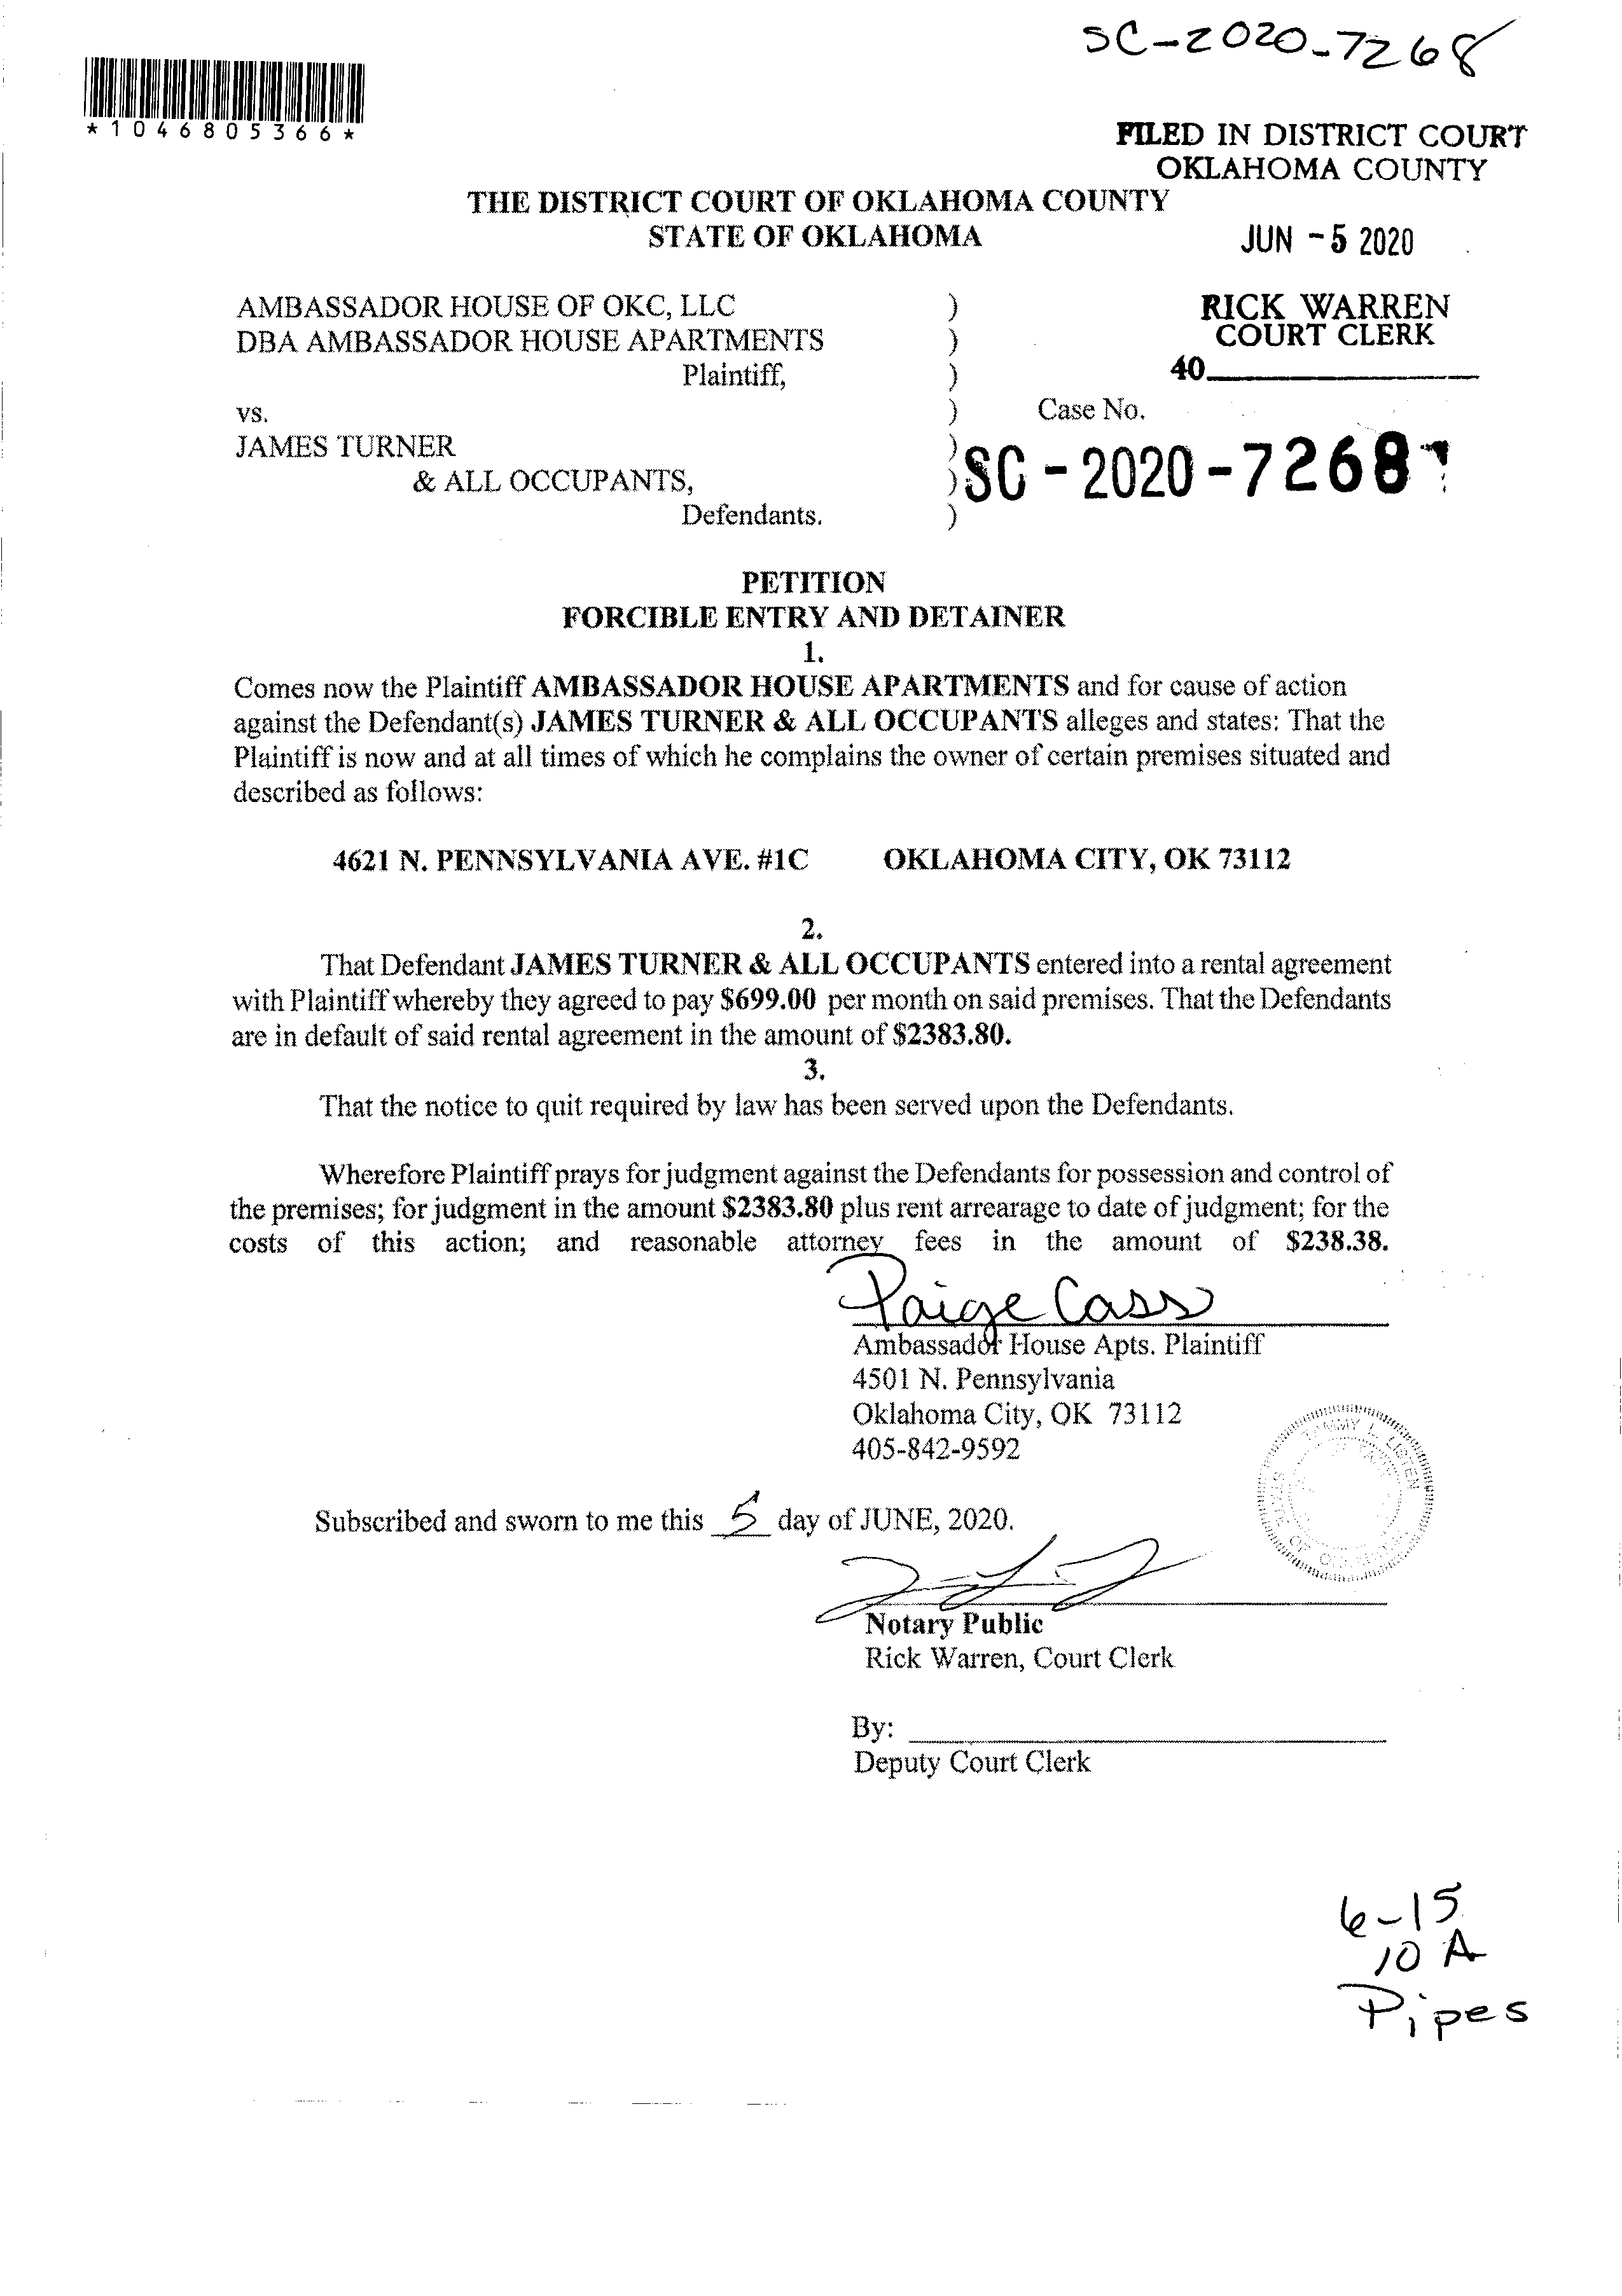 SC-2020-7268
*1046805366*
FILED IN DISTRICT COURT
OKLAHOMA COUNTY
THE DISTRICT COURT OF OKLAHOMA COUNTY
STATE OF OKLAHOMA
JUN -5 2020
AMBASSADOR HOUSE OF OKC, LLC )
DBA AMBASSADOR HOUSE APARTMENTS )
Plaintiff, )
RICK WARREN
COURT CLERK
40
vs. ) Case No.
JAMES TURNER )
& ALL OCCUPANTS, ) SC-2020-7268
Defendants. )
PETITION
FORCIBLE ENTRY AND DETAINER
1.
Comes now the Plaintiff AMBASSADOR HOUSE APARTMENTS and for cause of action
against the Defendant(s) JAMES TURNER & ALL OCCUPANTS alleges and states: That the
Plaintiff is now and at all times of which he complains the owner of certain premises situated and
described as follows:
4621 N. PENNSYLVANIA AVE. #1C OKLAHOMA CITY, OK 73112
2.
That Defendant JAMES TURNER & ALL OCCUPANTS entered into a rental agreement
with Plaintiff whereby they agreed to pay $699.00 per month on said premises. That the Defendants
are in default of said rental agreement in the amount of $2383.80.
3.
That the notice to quit required by law has been served upon the Defendants.
Wherefore Plaintiff prays for judgment against the Defendants for possession and control of
the premises; for judgment in the amount $2383.80 plus rent arrearage to date of judgment; for the
costs of this action; and reasonable attorney fees in the amount of $238.38.
Paige Cass
Ambassador House Apts. Plaintiff
4501 N. Pennsylvania
Oklahoma City, OK 73112
405-842-9592
TAMMY L. LISTEN
STATE OF OKLAHOMA
Subscribed and sworn to me this 5 day of JUNE, 2020.
Notary Public
Rick Warren, Court Clerk
By:
Deputy Court Clerk
6-15
10 A
Pipes